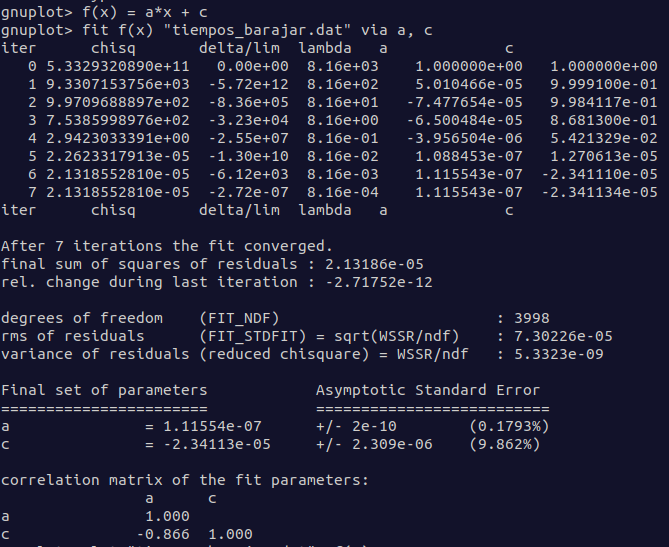 gnuplot> f(x) = a*x + c
gnuplot> fit f(x) "tiempos_barajar.dat" via a, c
iter chisq delta/lim lambda a c
0 5.3329320890e+11 0.00e+00 8.16e+03 1.000000e+00 1.000000e+00
1 9.3307153756e+03 -5.72e+12 8.16e+02 5.010466e-05 9.999100e-01
2 9.9709688897e+02 -8.36e+05 8.16e+01 -7.477654e-05 9.984117e-01
3 7.5385998976e+02 -3.23e+04 8.16e+00 -6.500484e-05 8.681300e-01
4 2.9423033391e+00 -2.55e+07 8.16e-01 -3.956504e-06 5.421329e-02
5 2.2623317913e-05 -1.30e+10 8.16e-02 1.088453e-07 1.270613e-05
6 2.1318552810e-05 -6.12e+03 8.16e-03 1.115543e-07 -2.341110e-05
7 2.1318552810e-05 -2.72e-07 8.16e-04 1.115543e-07 -2.341134e-05
iter chisq delta/lim lambda a c
After 7 iterations the fit converged.
final sum of squares of residuals : 2.13186e-05
rel. change during last iteration : -2.71752e-12
degrees of freedom (FIT_NDF) : 3998
rms of residuals (FIT_STDFIT) = sqrt(WSSR/ndf) : 7.30226e-05
variance of residuals (reduced chisquare) = WSSR/ndf : 5.3323e-09
Final set of parameters Asymptotic Standard Error
======================= ==========================
a = 1.11554e-07 +/- 2e-10 (0.1793%)
c = -2.34113e-05 +/- 2.309e-06 (9.862%)
correlation matrix of the fit parameters:
a c
a 1.000
c -0.866 1.000